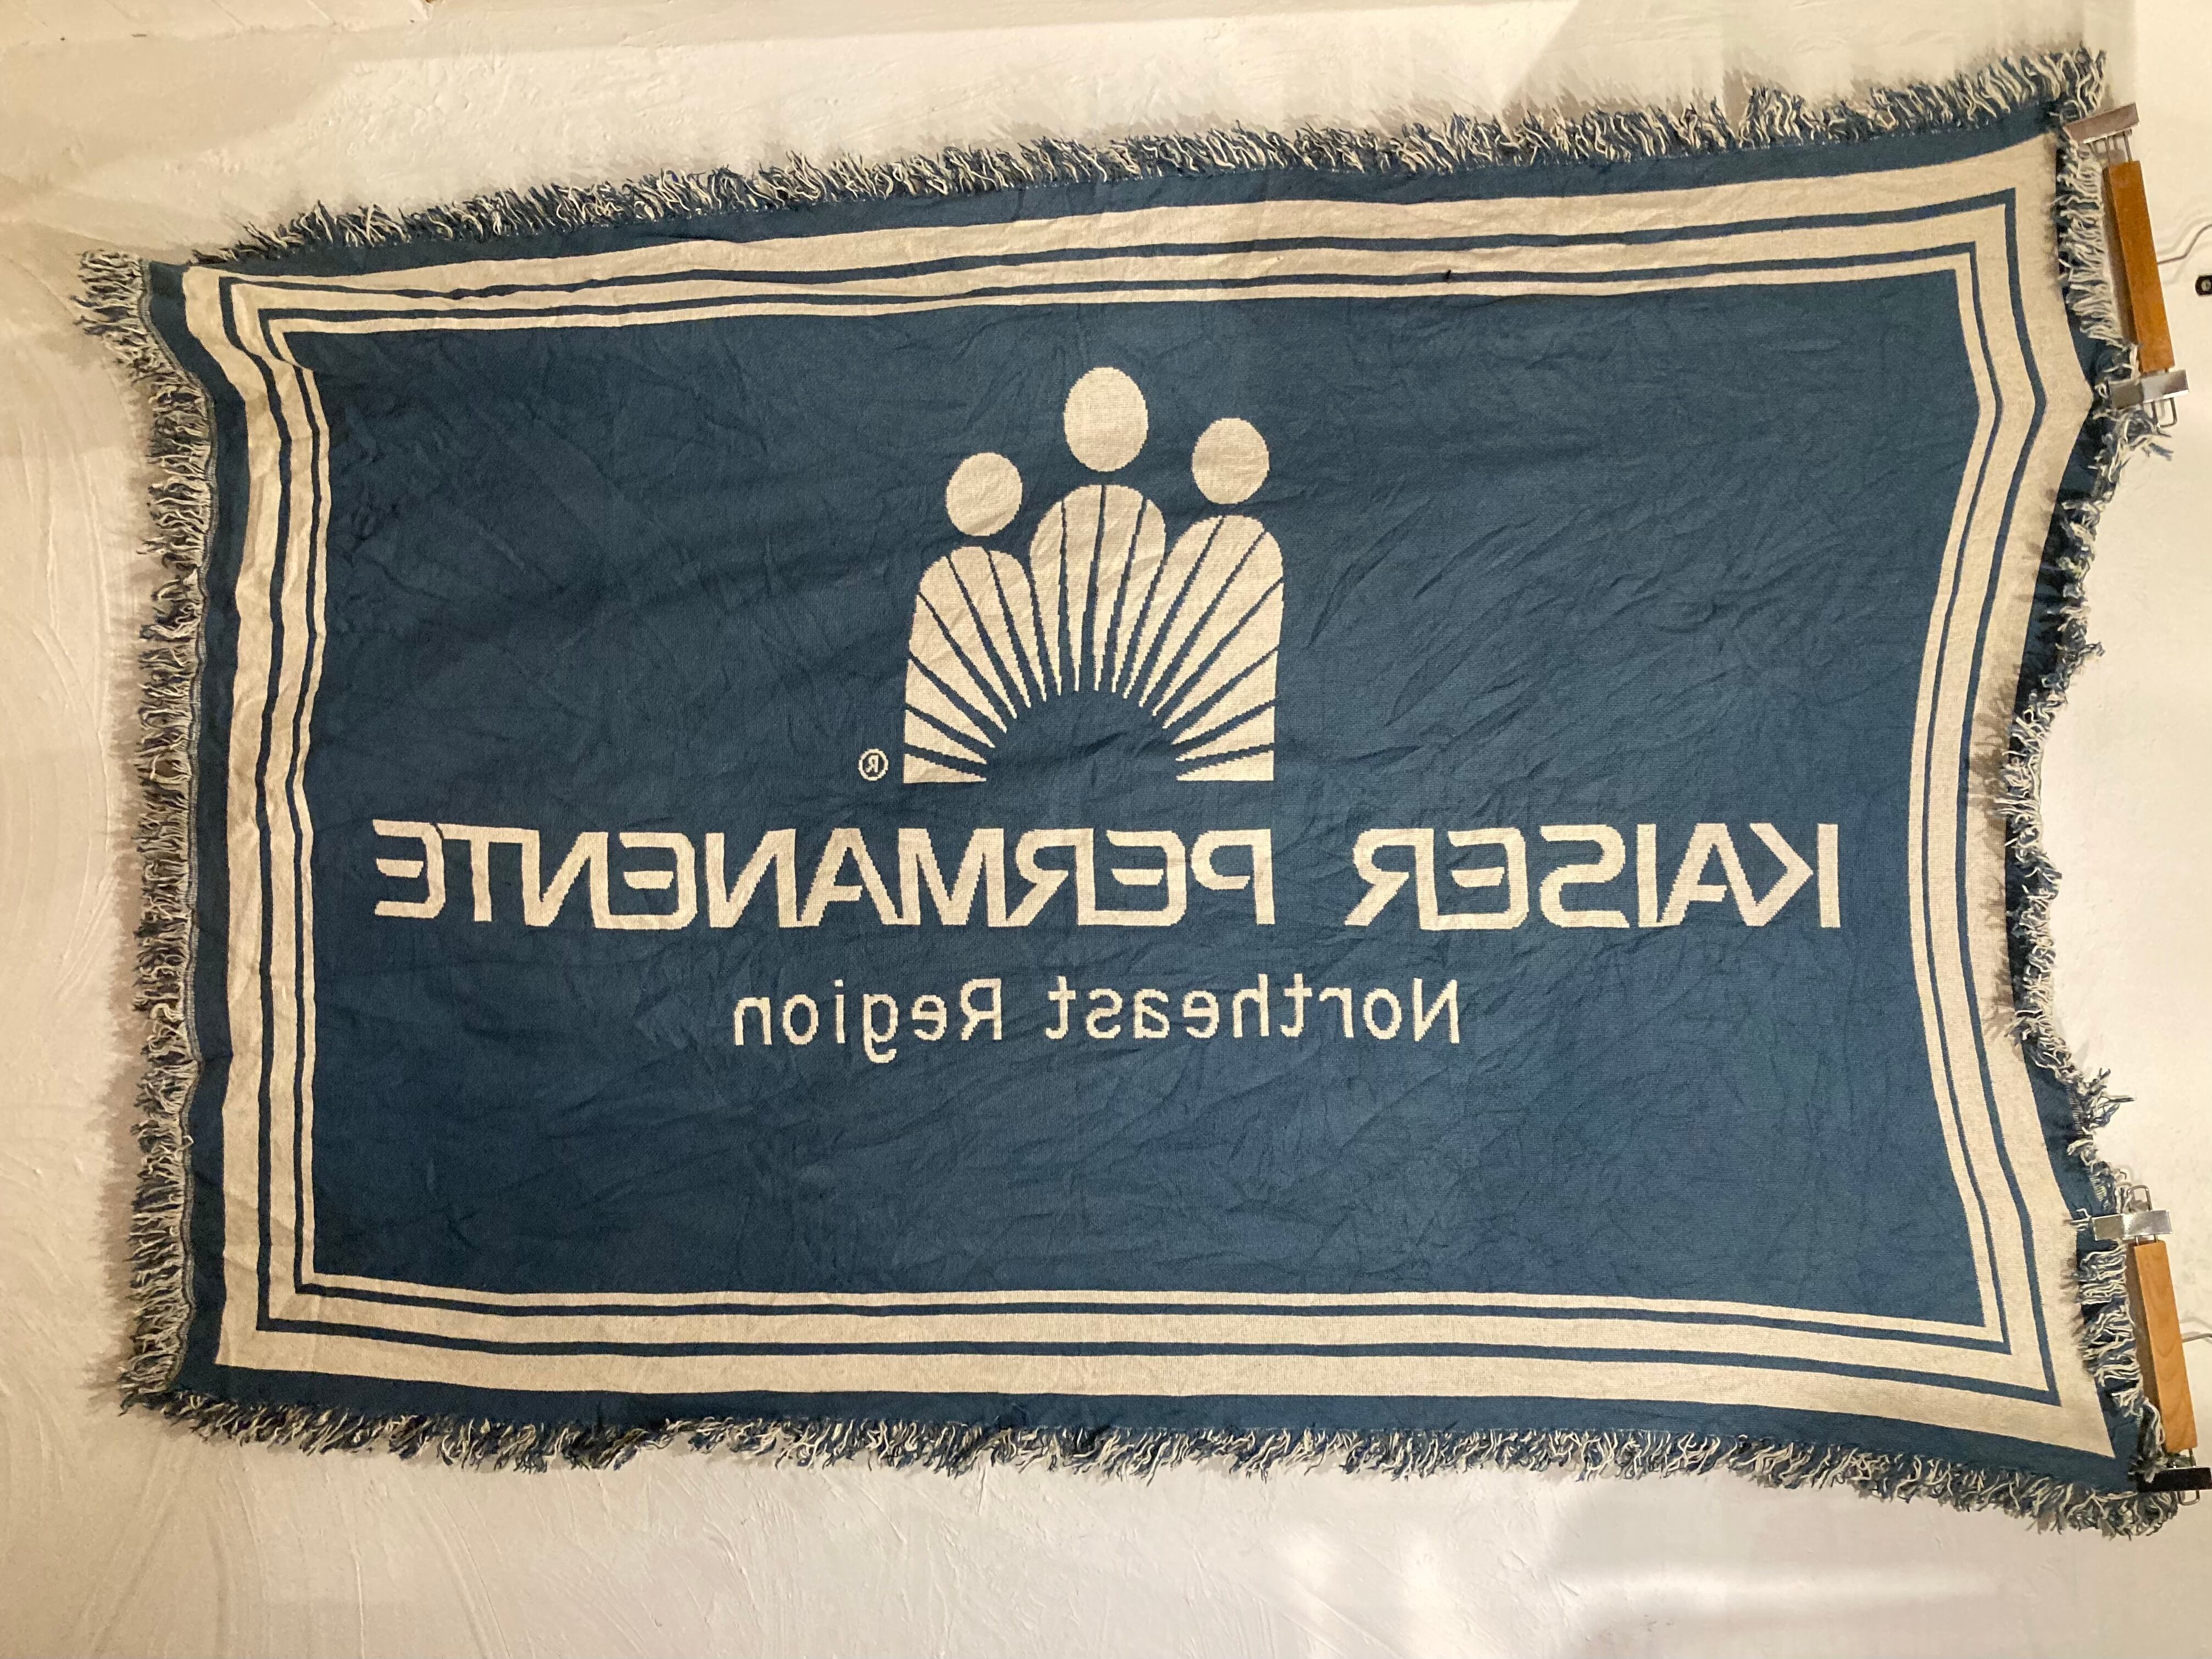 ®
KAISER PERMANENTE
Northeast Region